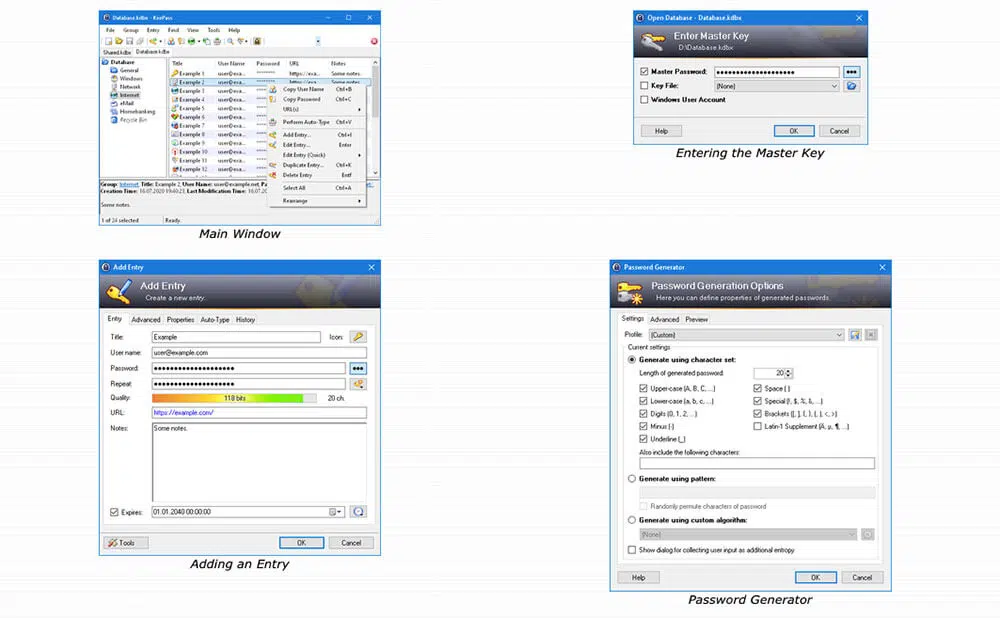 Database.kdbx - KeePass
File Group Entry Find View Tools Help
Shared.kdbx Database.kdbx
Database
General
Windows
Network
Internet
eMail
Homebanking
Recycle Bin
Title User Name Password URL Notes
Example 1 user@exa... ******** https://exa... Some notes.
Example 2 user@exa... ******** https://exa... Some notes.
Example 3 user@exa...
Example 4 user@exa...
Example 5 user@exa...
Example 6 user@exa...
Example 7 user@exa...
Example 8 user@exa...
Example 9 user@exa...
Example 10 user@exa...
Example 11 user@exa...
Example 12 user@exa...
Copy User Name Ctrl+B
Copy Password Ctrl+C
URL(s)
Perform Auto-Type Ctrl+V
Add Entry... Ctrl+I
Edit Entry... Enter
Edit Entry (Quick)
Duplicate Entry... Ctrl+K
Delete Entry Entf
Select All Ctrl+A
Rearrange
Group: Internet, Title: Example 2, User Name: user@example.net,
Creation Time: 16.07.2020 19:40:23, Last Modification Time: 16.07.20
Some notes.
1 of 24 selected Ready.
Main Window
Open Database - Database.kdbx
Enter Master Key
D:\Database.kdbx
Master Password:
Key File: (None)
Windows User Account
Help OK Cancel
Entering the Master Key
Add Entry
Add Entry
Create a new entry.
Entry Advanced Properties Auto-Type History
Title: Example Icon:
User name: user@example.com
Password:
Repeat:
Quality: 118 bits 20 ch.
URL: https://example.com/
Notes: Some notes.
Expires: 01.01.2040 00:00:00
Tools OK Cancel
Adding an Entry
Password Generator
Password Generation Options
Here you can define properties of generated passwords.
Settings Advanced Preview
Profile: (Custom)
Current settings
Generate using character set:
Length of generated password: 20
Upper-case (A, B, C, ...) Space ( )
Lower-case (a, b, c, ...) Special (!, $, %, &, ...)
Digits (0, 1, 2, ...) Brackets ([, ], {, }, (, ), <, >)
Minus (-) Latin-1 Supplement (Ä, µ, ¶, ...)
Underline (_)
Also include the following characters:
Generate using pattern:
Randomly permute characters of password
Generate using custom algorithm:
(None)
Show dialog for collecting user input as additional entropy
Help OK Cancel
Password Generator